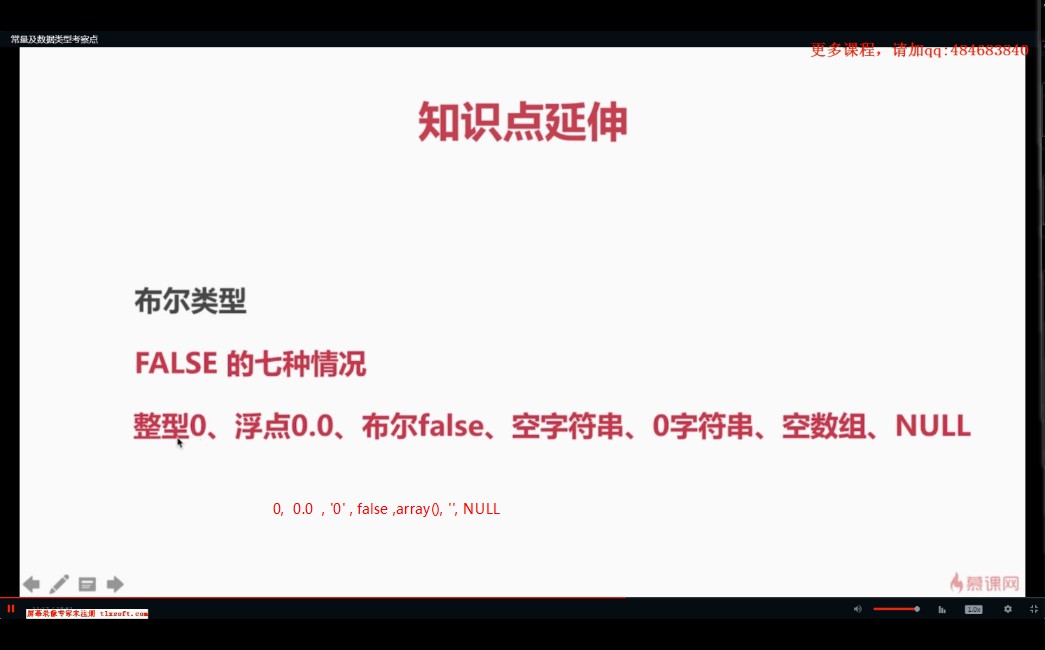 常量及数据类型考察点
更多课程，请加qq:484683840
知识点延伸
布尔类型
FALSE 的七种情况
整型0、浮点0.0、布尔false、空字符串、0字符串、空数组、NULL
0, 0.0 , '0' , false ,array(), '', NULL
慕课网
屏幕录像专家未注册 tlxsoft.com
1.0x